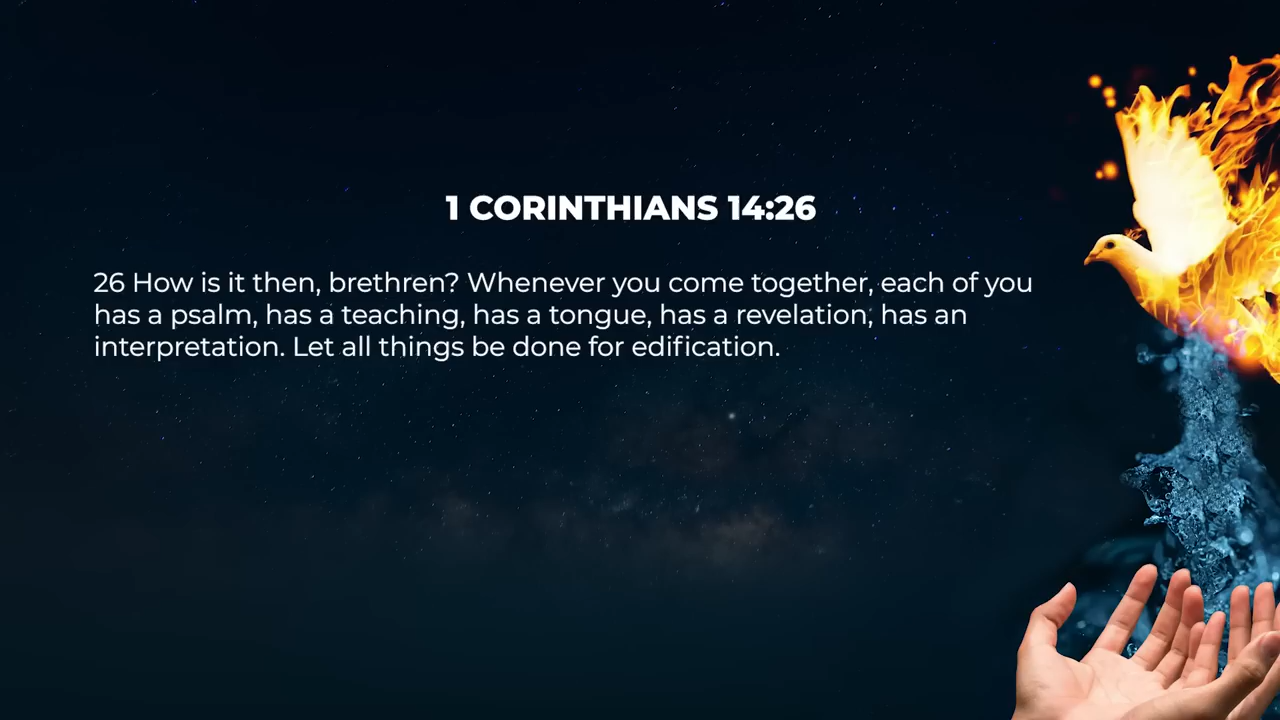 1 CORINTHIANS 14:26
26 How is it then, brethren? Whenever you come together, each of you
has a psalm, has a teaching, has a tongue, has a revelation, has an
interpretation. Let all things be done for edification.